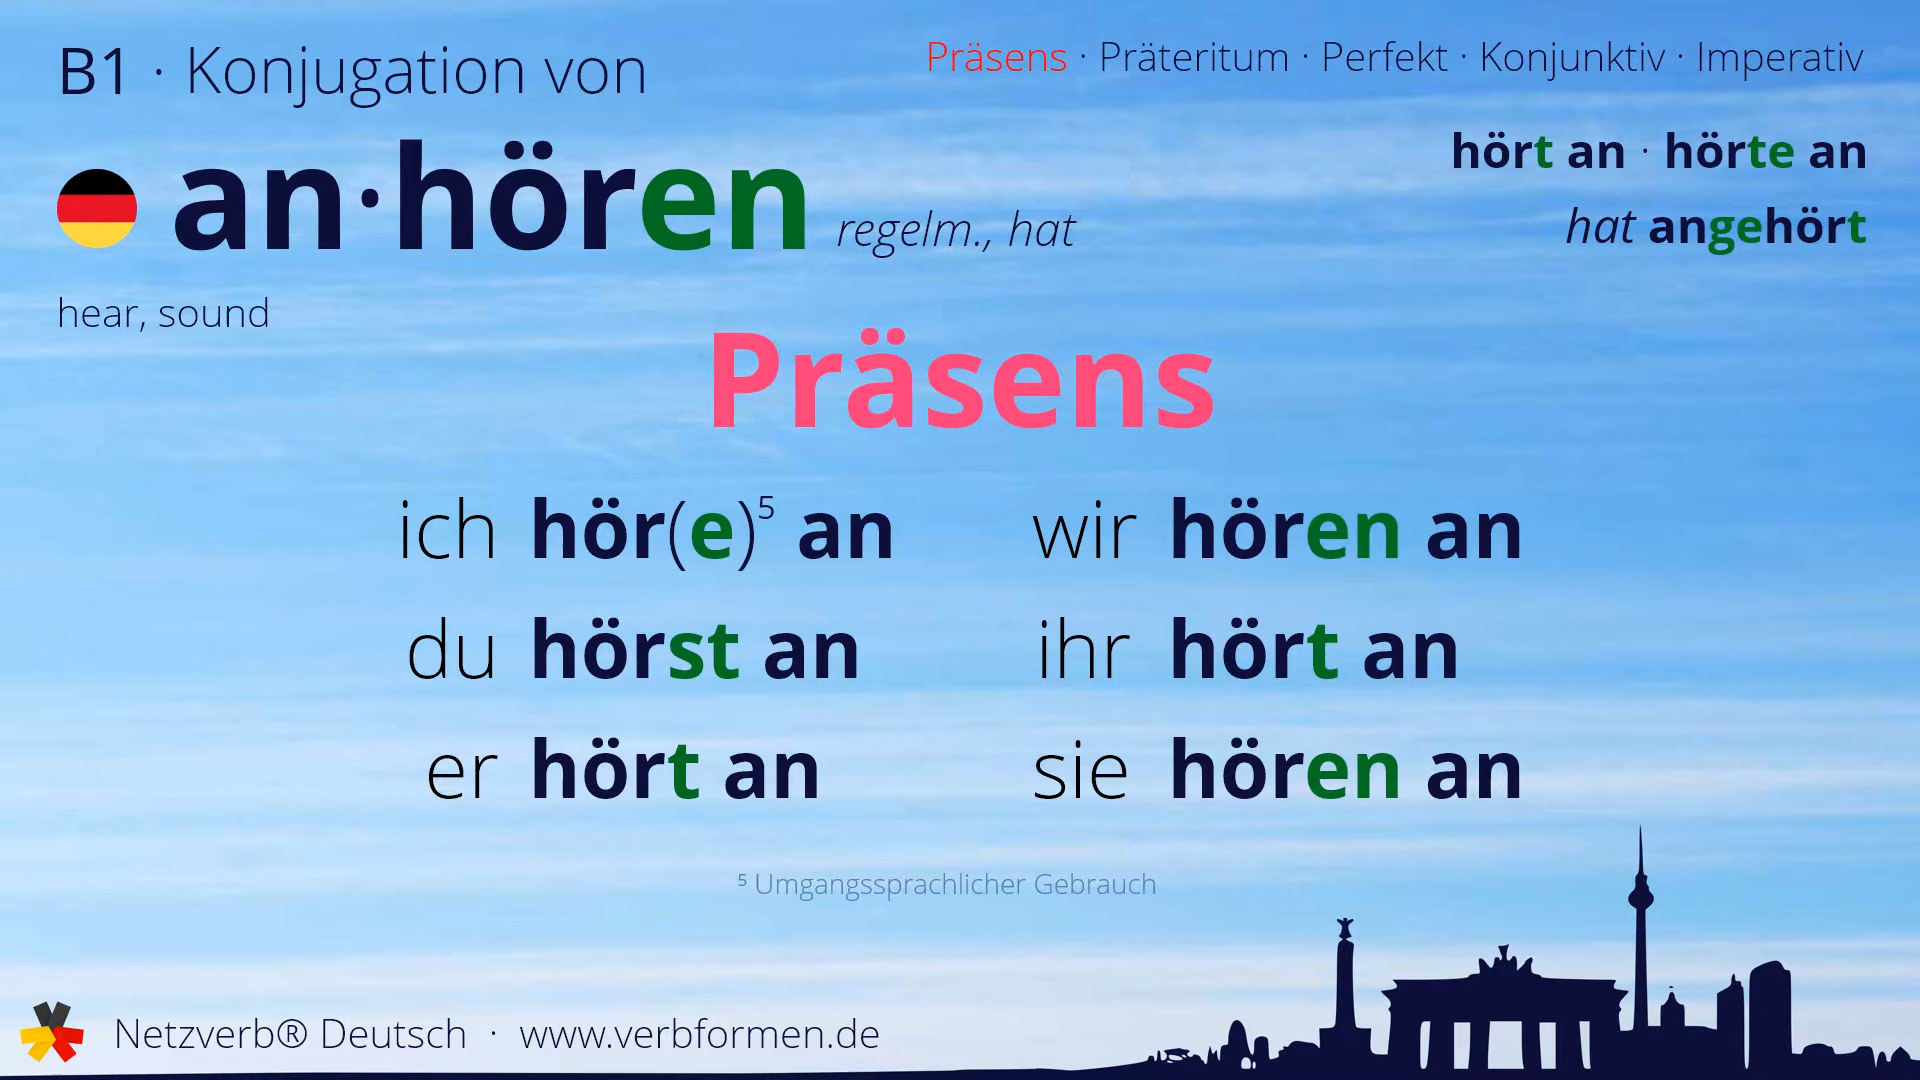 B1 · Konjugation von
Präsens · Präteritum · Perfekt · Konjunktiv · Imperativ
an·hören regelm., hat
hört an · hörte an
hat angehört
hear, sound
Präsens
ich hör(e)⁵ an
du hörst an
er hört an
wir hören an
ihr hört an
sie hören an
⁵ Umgangssprachlicher Gebrauch
Netzverb® Deutsch · www.verbformen.de